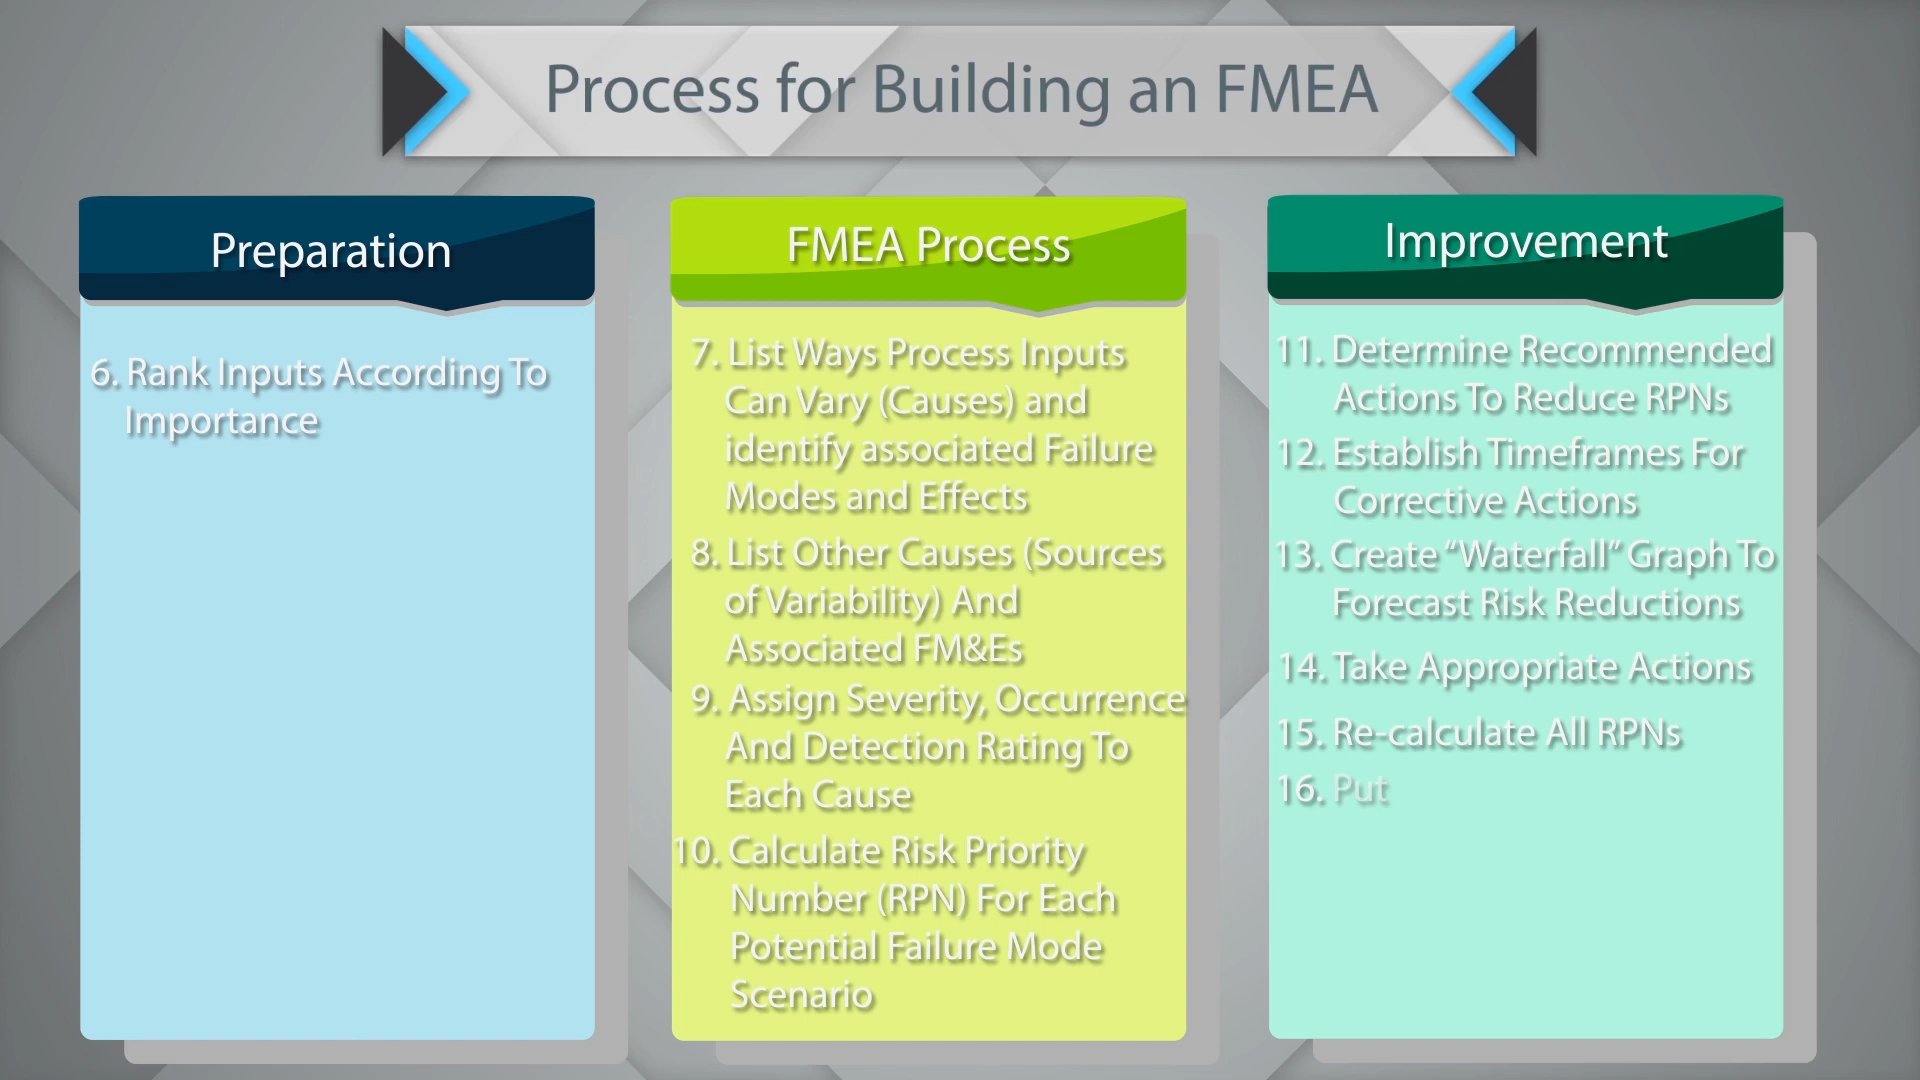 Process for Building an FMEA
Preparation
6. Rank Inputs According To
Importance
FMEA Process
7. List Ways Process Inputs
Can Vary (Causes) and
identify associated Failure
Modes and Effects
8. List Other Causes (Sources
of Variability) And
Associated FM&Es
9. Assign Severity, Occurrence
And Detection Rating To
Each Cause
10. Calculate Risk Priority
Number (RPN) For Each
Potential Failure Mode
Scenario
Improvement
11. Determine Recommended
Actions To Reduce RPNs
12. Establish Timeframes For
Corrective Actions
13. Create “Waterfall” Graph To
Forecast Risk Reductions
14. Take Appropriate Actions
15. Re-calculate All RPNs
16. Put